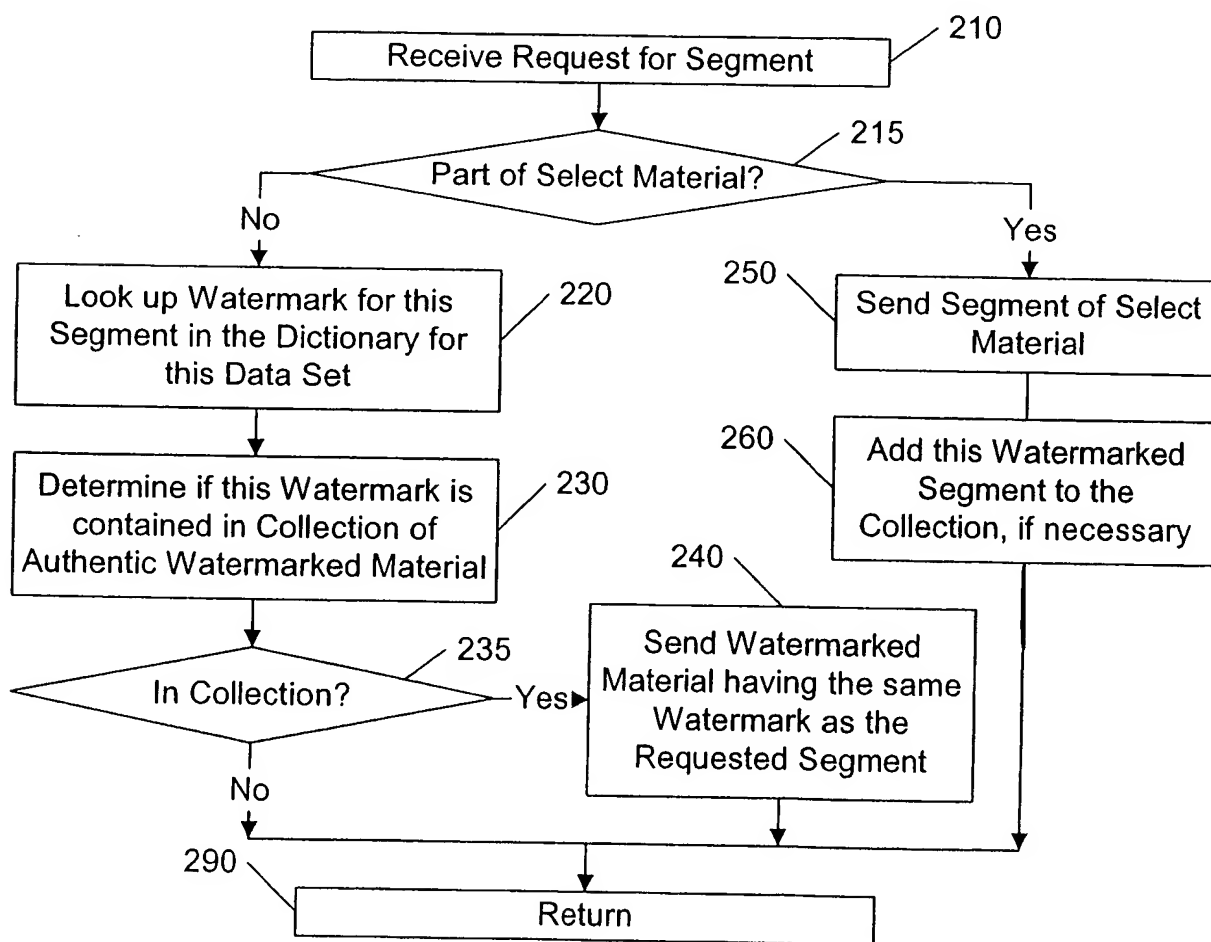 210
Receive Request for Segment
215
Part of Select Material?
No
Yes
220
Look up Watermark for this
Segment in the Dictionary for
this Data Set
250
Send Segment of Select
Material
230
Determine if this Watermark is
contained in Collection of
Authentic Watermarked Material
260
Add this Watermarked
Segment to the
Collection, if necessary
235
In Collection?
Yes
240
Send Watermarked
Material having the same
Watermark as the
Requested Segment
No
290
Return